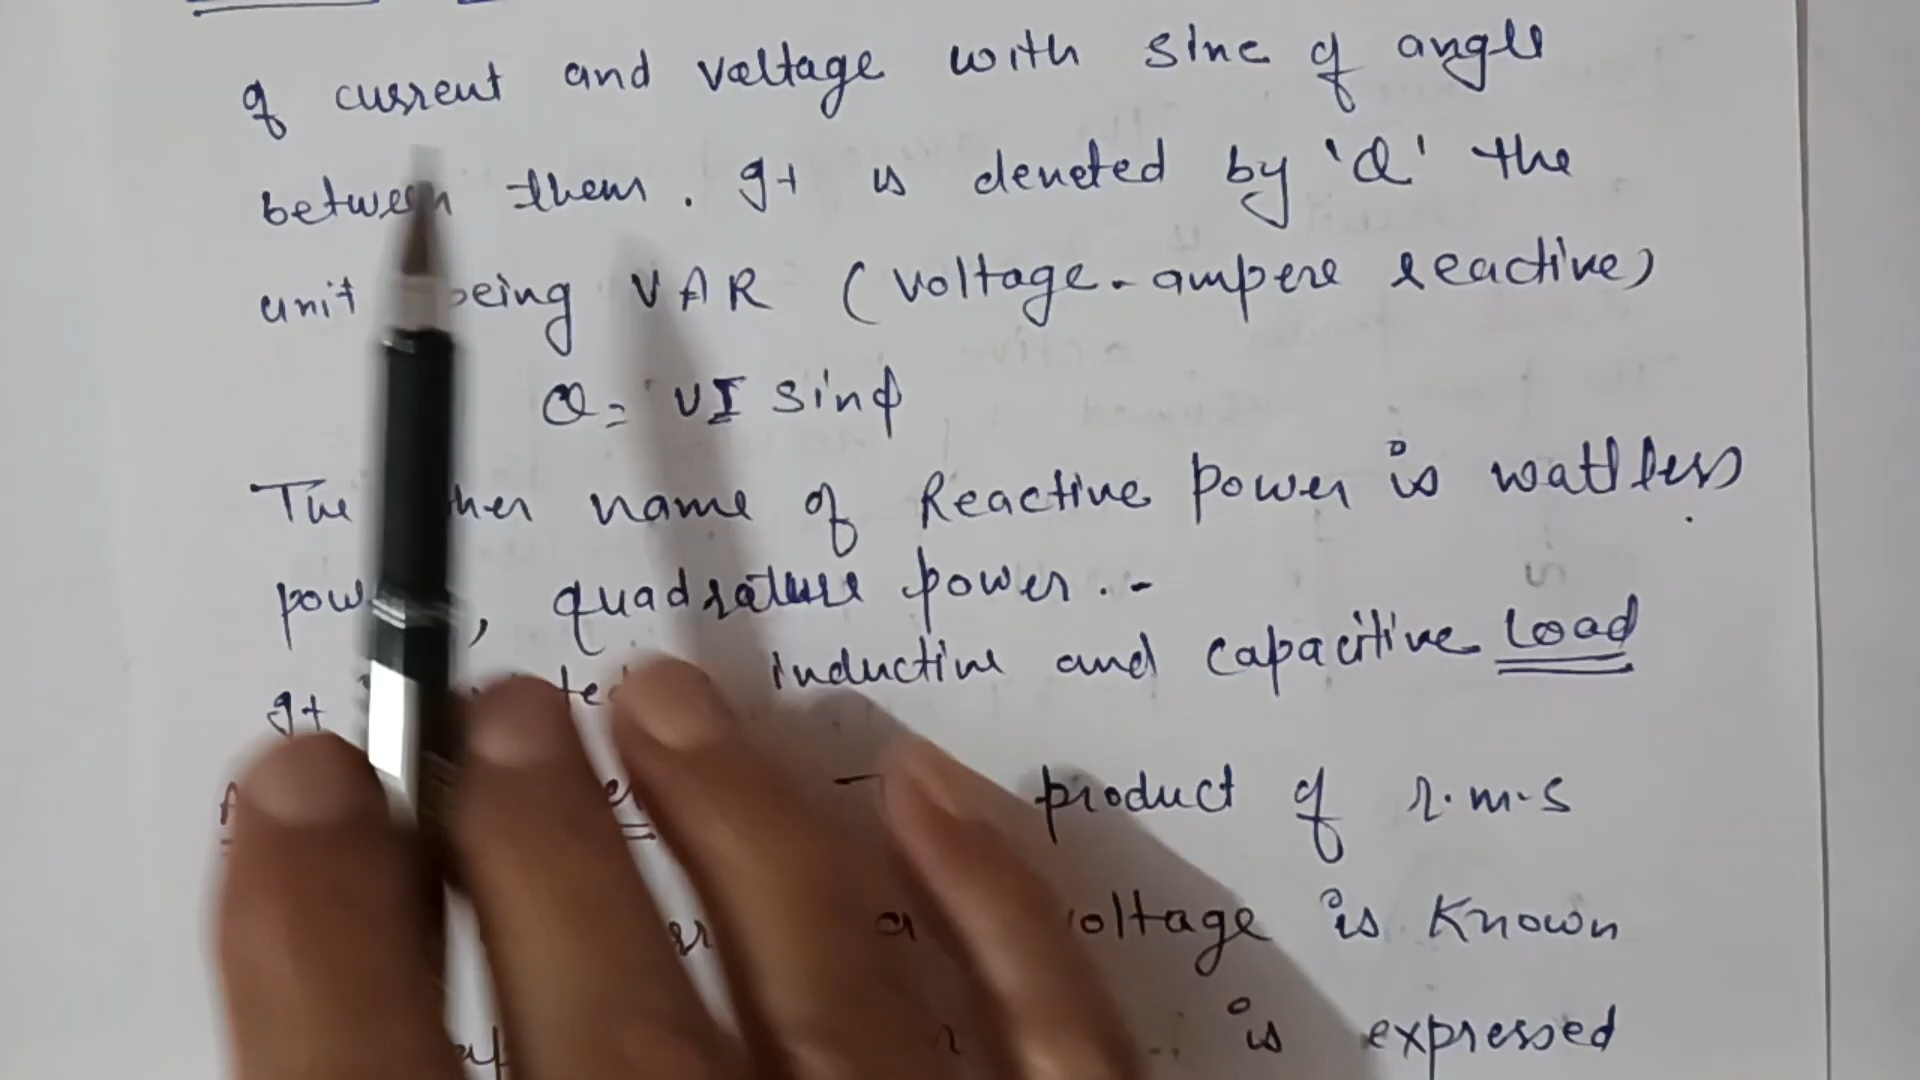 of current and voltage with sine of angle
between them. It is denoted by 'Q' the
unit being VAR (voltage-ampere reactive)
Q = VI sinφ
The name of Reactive Power is wattless
power, quadrature power.-
It inductive and capacitive Load
product of r.m.s
voltage is known
is expressed